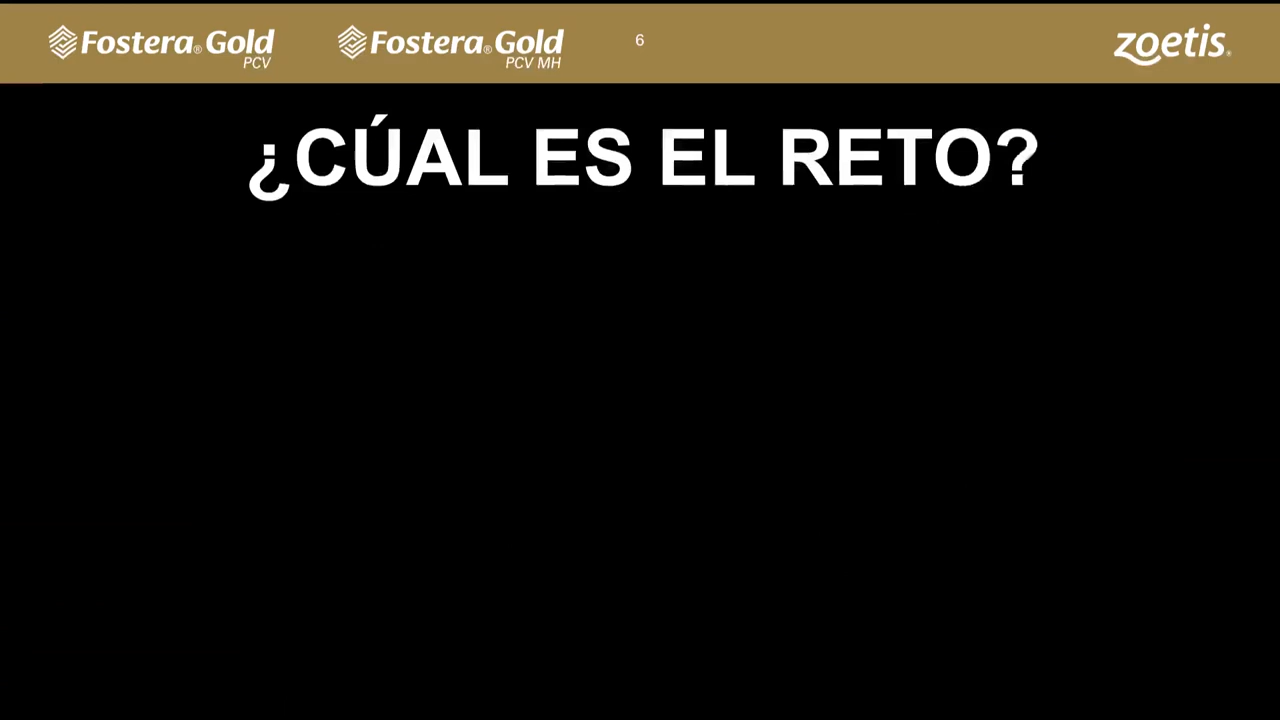 Fostera® Gold
PCV
Fostera® Gold
PCV MH
6
zoetis
¿CÚAL ES EL RETO?